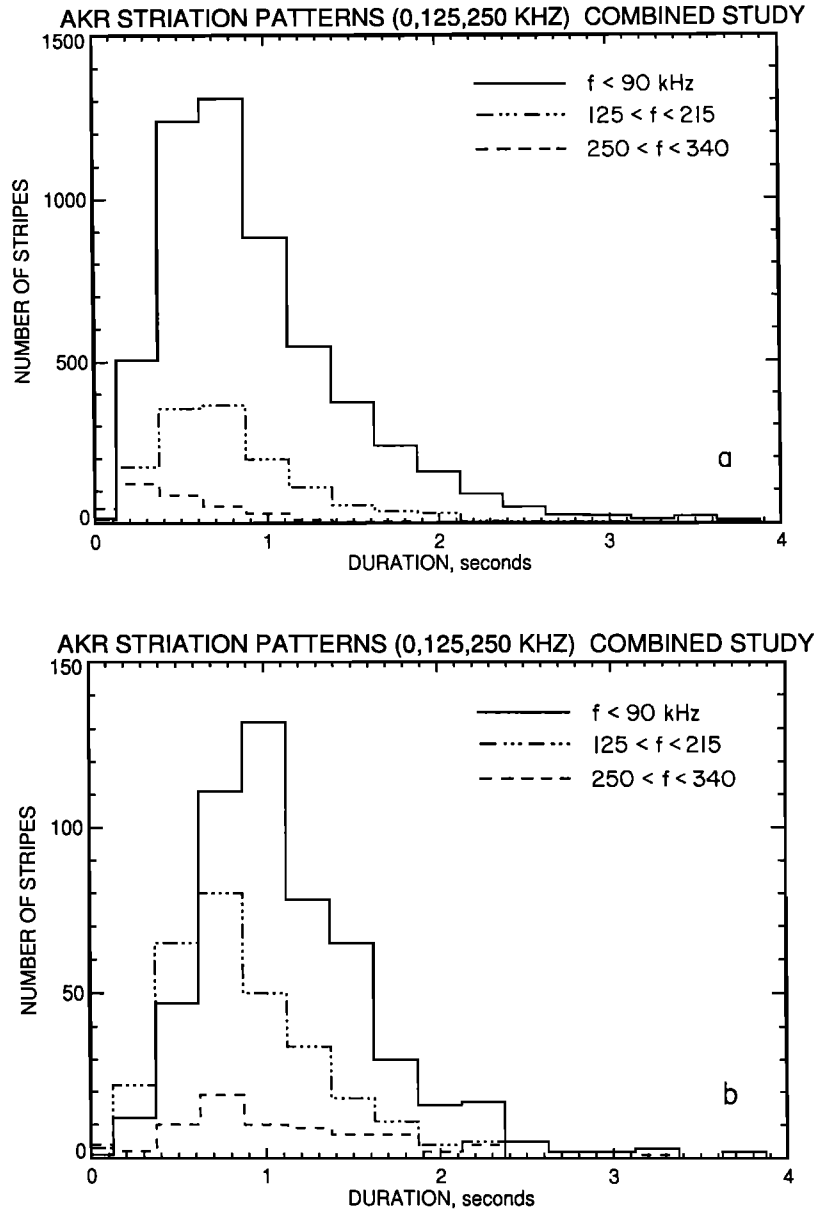 AKR STRIATION PATTERNS (0,125,250 KHZ) COMBINED STUDY
1500
1000
500
0
NUMBER OF STRIPES
f < 90 kHz
125 < f < 215
250 < f < 340
a
0 1 2 3 4
DURATION, seconds
AKR STRIATION PATTERNS (0,125,250 KHZ) COMBINED STUDY
150
100
50
0
NUMBER OF STRIPES
f < 90 kHz
125 < f < 215
250 < f < 340
b
0 1 2 3 4
DURATION, seconds